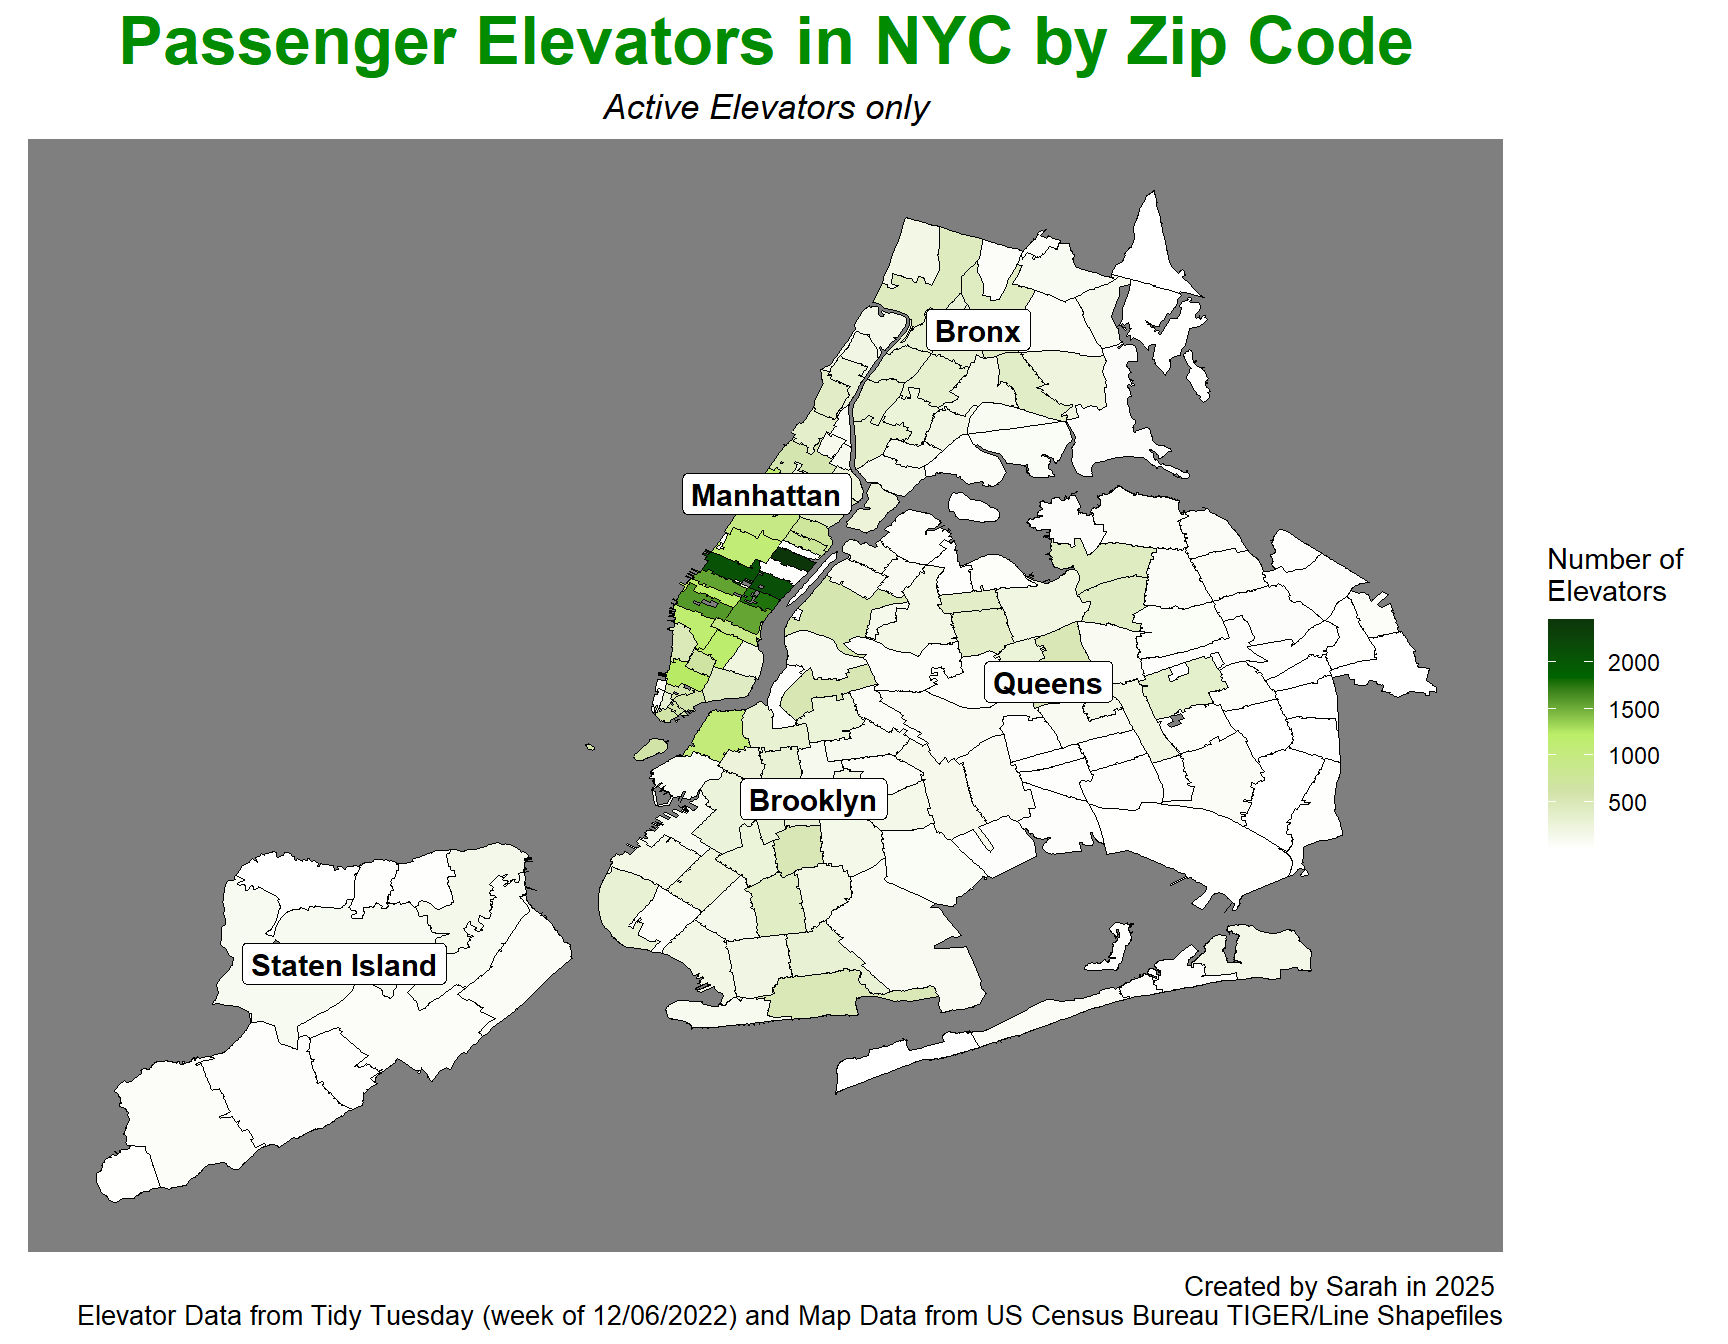 Passenger Elevators in NYC by Zip Code
Active Elevators only
Bronx
Manhattan
Queens
Brooklyn
Staten Island
Number of
Elevators
2000
1500
1000
500
Created by Sarah in 2025
Elevator Data from Tidy Tuesday (week of 12/06/2022) and Map Data from US Census Bureau TIGER/Line Shapefiles